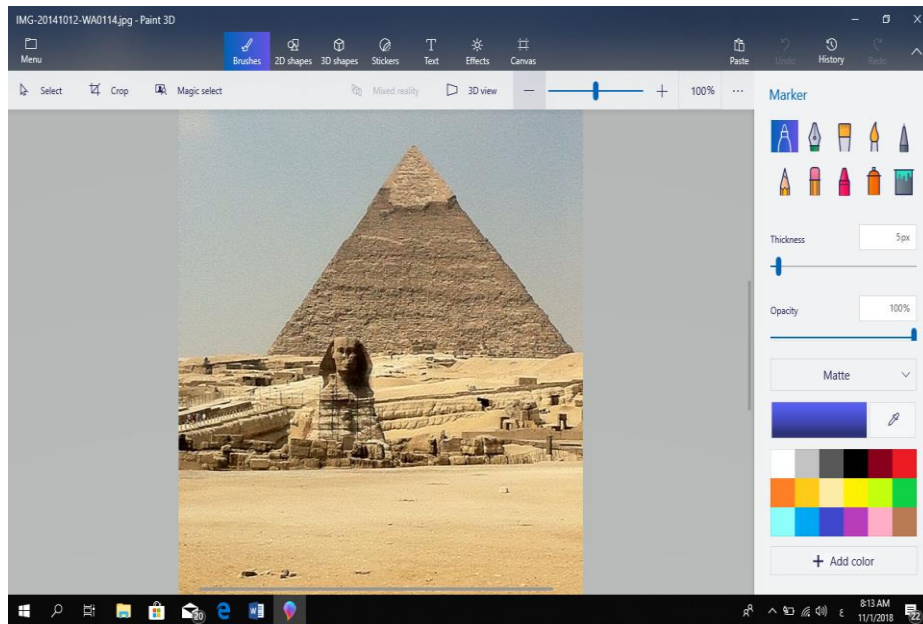 IMG-20141012-WA0114.jpg - Paint 3D
Menu
Brushes 2D shapes 3D shapes Stickers Text Effects Canvas
Paste Undo History Redo
Select Crop Magic select Mixed reality 3D view 100%
Marker
Thickness 5px
Opacity 100%
Matte
+ Add color
20
W
ع
8:13 AM
11/1/2018
22